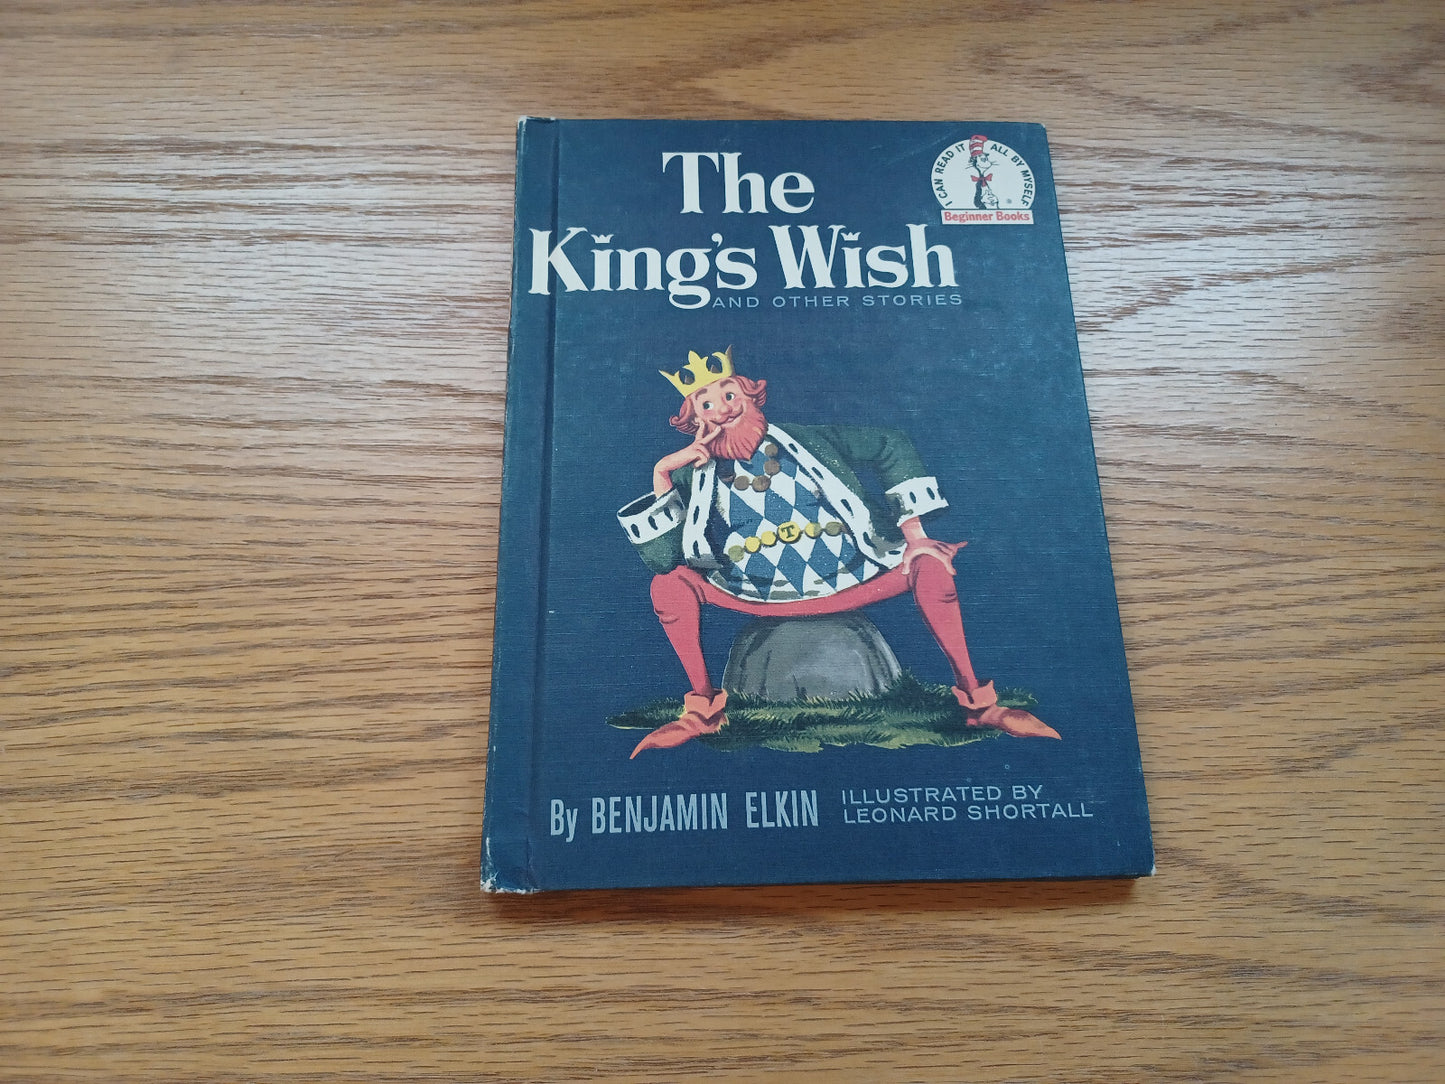 The
King's Wish
AND OTHER STORIES
I CAN READ IT ALL BY MYSELF
Beginner Books
T
By BENJAMIN ELKIN
ILLUSTRATED BY
LEONARD SHORTALL